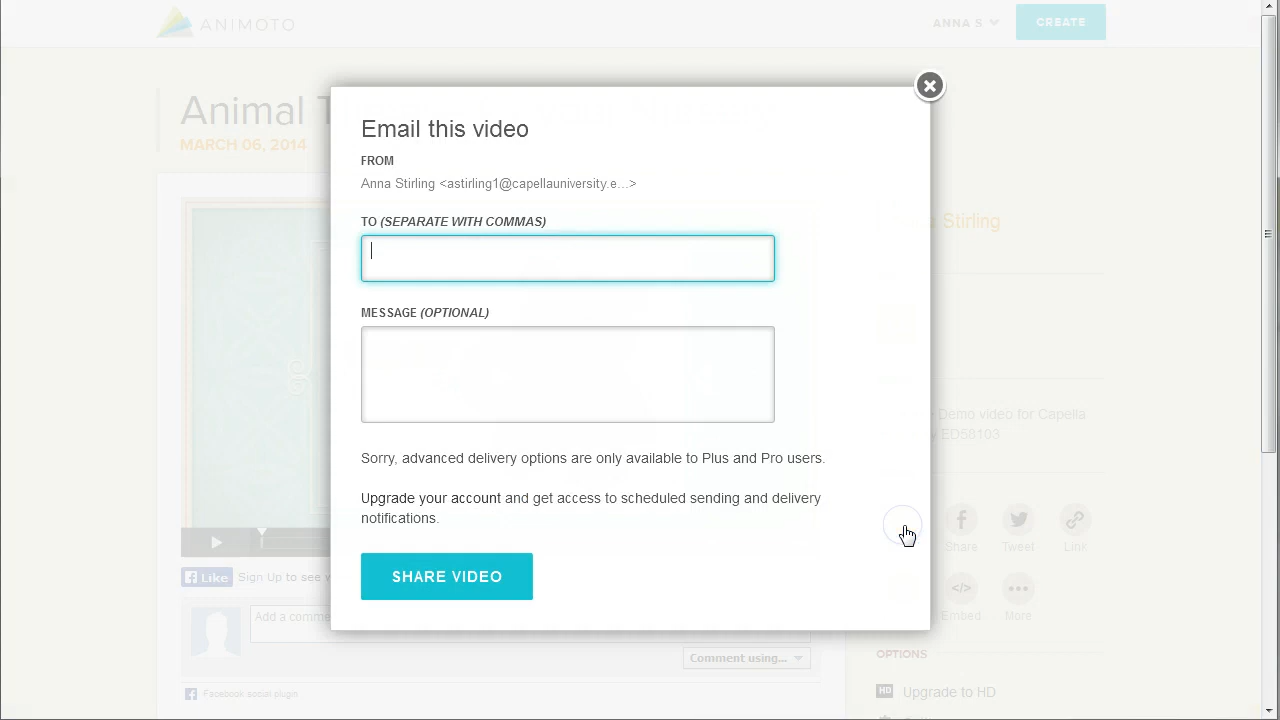 ANIMOTO
ANNA S
CREATE
Animal
MARCH 06, 2014
Email this video
FROM
Anna Stirling <astirling1@capellauniversity.e...>
TO (SEPARATE WITH COMMAS)
MESSAGE (OPTIONAL)
Sorry, advanced delivery options are only available to Plus and Pro users.
Upgrade your account and get access to scheduled sending and delivery
notifications.
SHARE VIDEO
Stirling
Demo video for Capella
ED58103
Share
Tweet
Link
Embed
More
OPTIONS
HD Upgrade to HD
Like Sign Up to see
Add a comme
Comment using...
Facebook social plugin